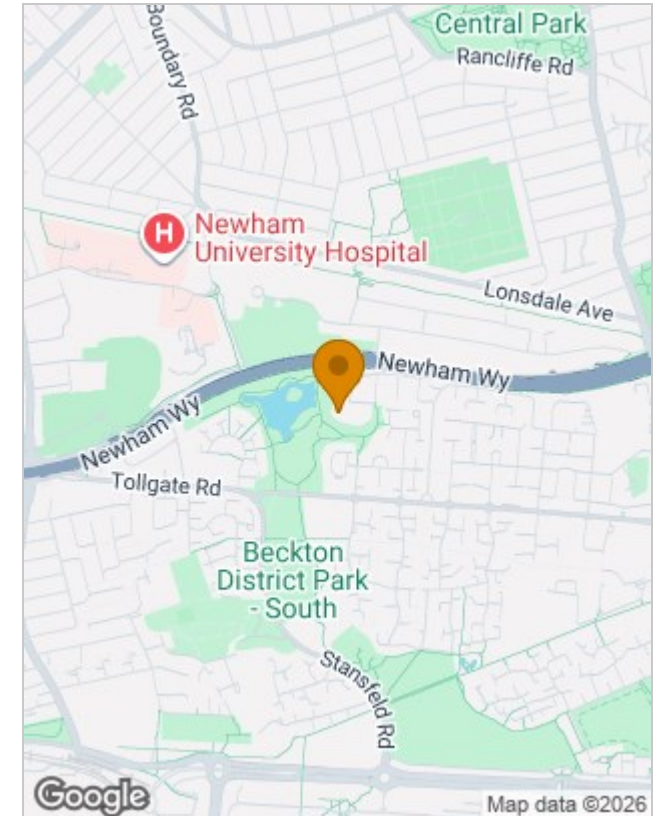 Central Park
Rancliffe Rd
Boundary Rd
H
Newham
University Hospital
Lonsdale Ave
Newham Wy
Newham Wy
Tollgate Rd
Beckton
District Park
- South
Stansfeld Rd
Google
Map data ©2026